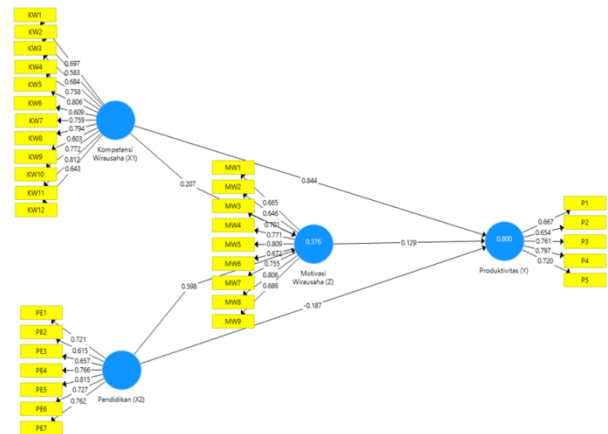 KW1
KW2
KW3
KW4
KW5
KW6
KW7
KW8
KW9
KW10
KW11
KW12
0.697
0.583
0.684
0.758
0.806
0.609
0.759
0.794
0.603
0.772
0.812
0.643
Kompetensi
Wirausaha (X1)
0.207
0.844
MW1
MW2
MW3
MW4
MW5
MW6
MW7
MW8
MW9
0.665
0.646
0.701
0.771
0.809
0.672
0.755
0.806
0.686
0.376
Motivasi
Wirausaha (Z)
0.129
0.598
-0.187
0.800
Produktivitas (Y)
P1
P2
P3
P4
P5
0.667
0.654
0.761
0.797
0.720
PE1
PE2
PE3
PE4
PE5
PE6
PE7
0.721
0.615
0.657
0.766
0.815
0.727
0.762
Pendidikan (X2)